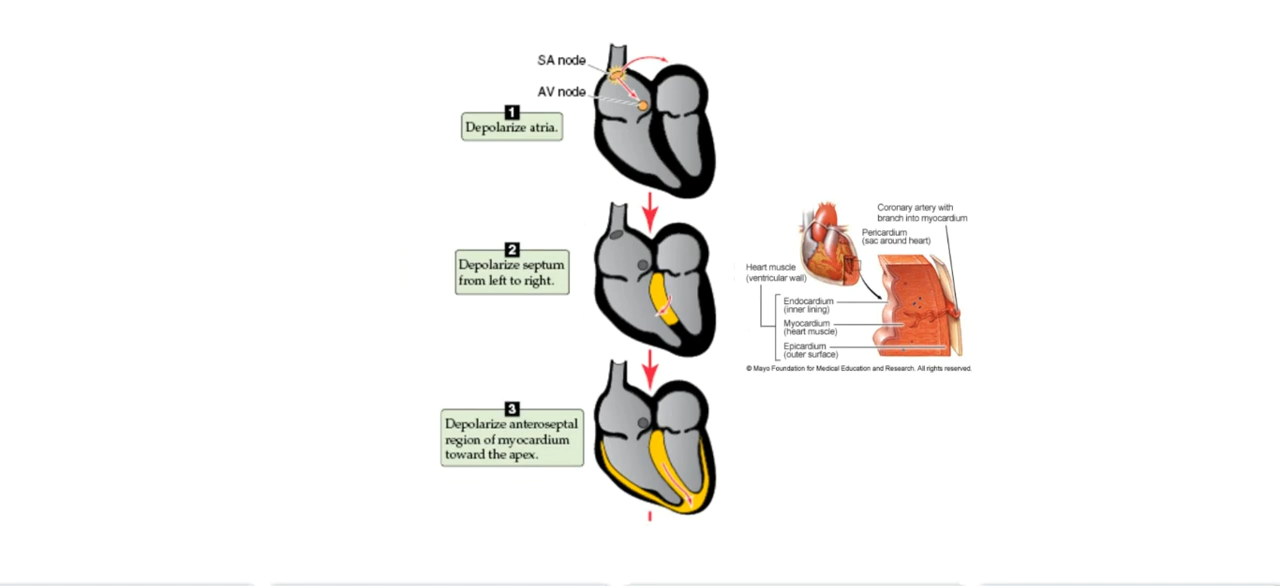 SA node
AV node
1
Depolarize atria.
2
Depolarize septum
from left to right.
3
Depolarize anteroseptal
region of myocardium
toward the apex.
Coronary artery with
branch into myocardium
Pericardium
(sac around heart)
Heart muscle
(ventricular wall)
Endocardium
(inner lining)
Myocardium
(heart muscle)
Epicardium
(outer surface)
© Mayo Foundation for Medical Education and Research. All rights reserved.